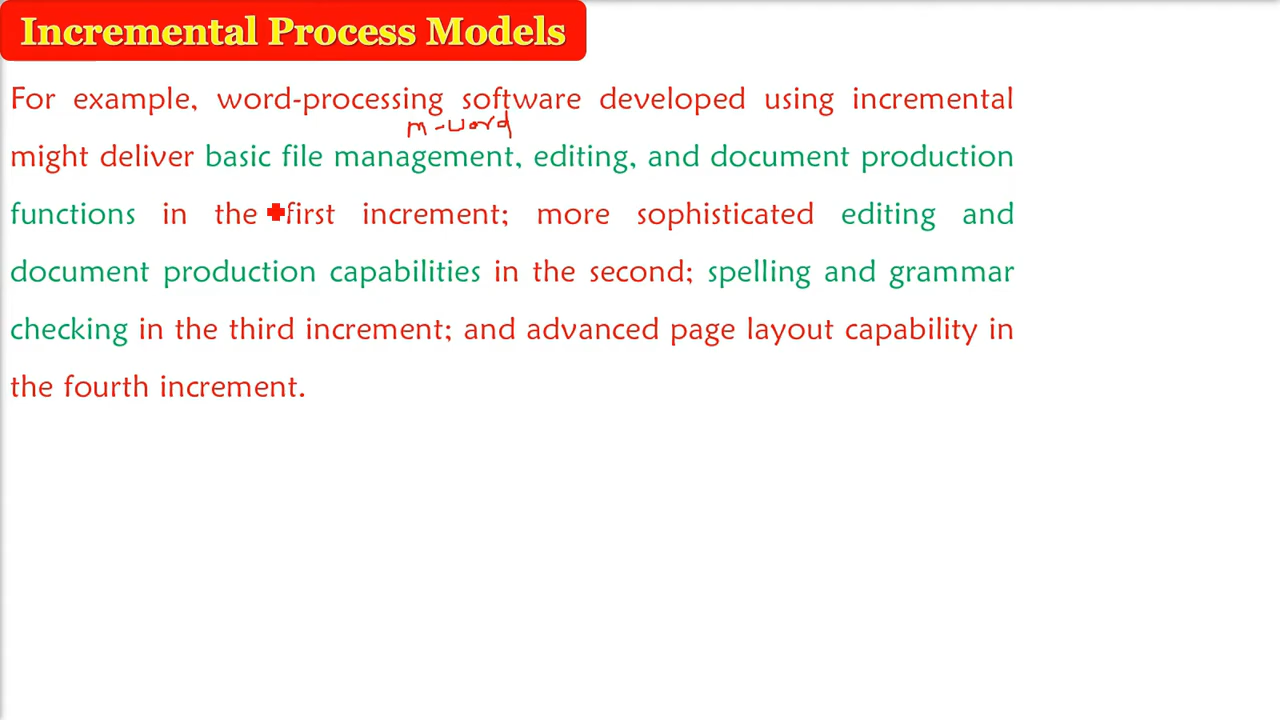 Incremental Process Models
For example, word-processing software developed using incremental
m-word
might deliver basic file management, editing, and document production
functions in the first increment; more sophisticated editing and
document production capabilities in the second; spelling and grammar
checking in the third increment; and advanced page layout capability in
the fourth increment.